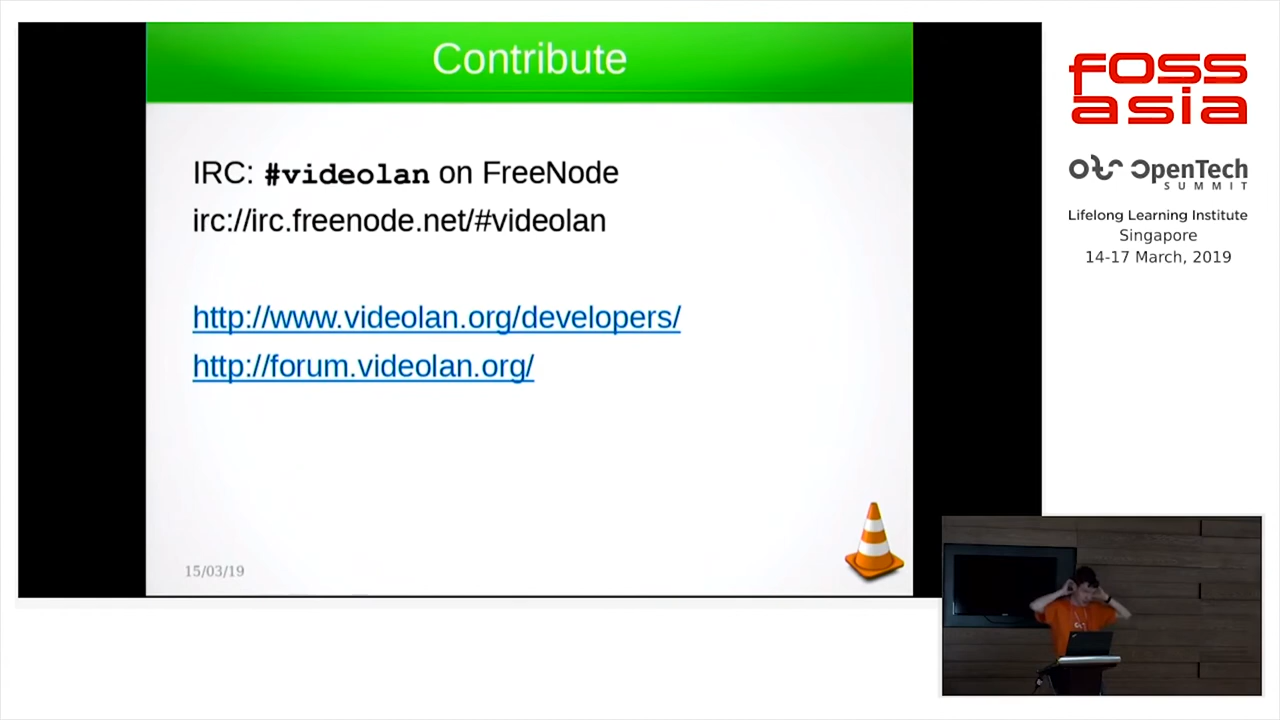 Contribute
IRC: #videolan on FreeNode
irc://irc.freenode.net/#videolan
http://www.videolan.org/developers/
http://forum.videolan.org/
15/03/19
fOSS
asia
OpenTech
SUMMIT
Lifelong Learning Institute
Singapore
14-17 March, 2019